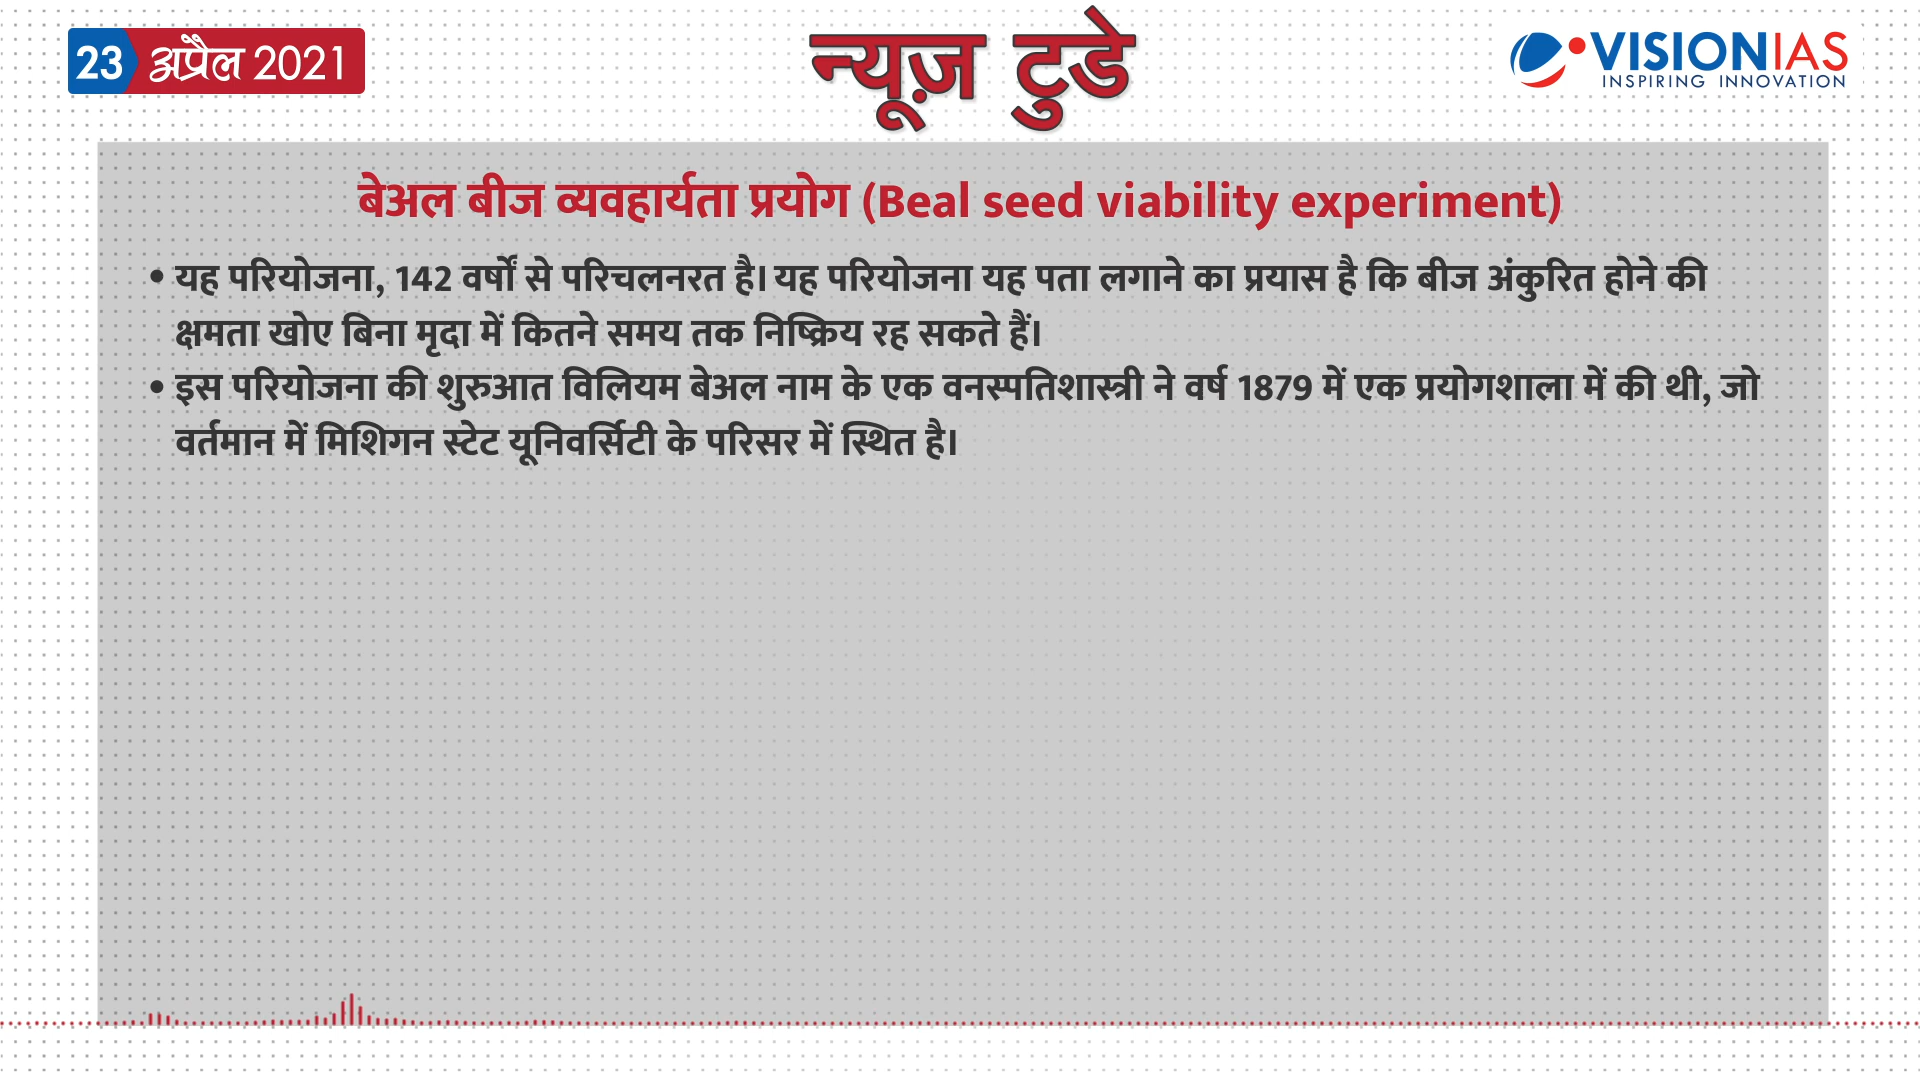 23 अप्रैल 2021
न्यूज़ टुडे
VISIONIAS
INSPIRING INNOVATION
बेअल बीज व्यवहार्यता प्रयोग (Beal seed viability experiment)
• यह परियोजना, 142 वर्षों से परिचलनरत है। यह परियोजना यह पता लगाने का प्रयास है कि बीज अंकुरित होने की
क्षमता खोए बिना मृदा में कितने समय तक निष्क्रिय रह सकते हैं।
• इस परियोजना की शुरुआत विलियम बेअल नाम के एक वनस्पतिशास्त्री ने वर्ष 1879 में एक प्रयोगशाला में की थी, जो
वर्तमान में मिशिगन स्टेट यूनिवर्सिटी के परिसर में स्थित है।